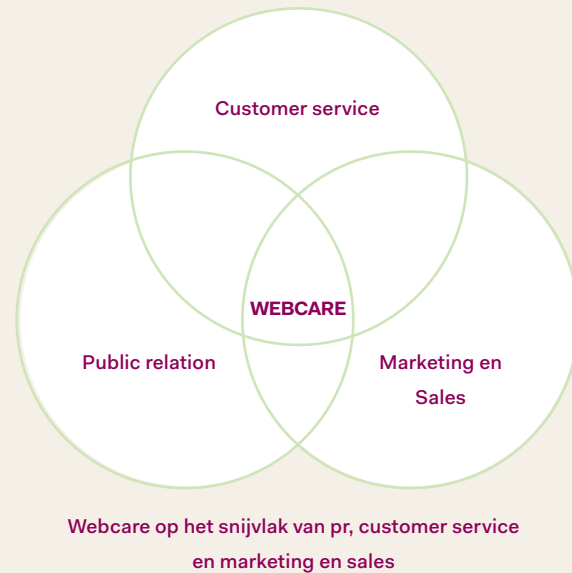 Customer service
WEBCARE
Public relation
Marketing en
Sales
Webcare op het snijvlak van pr, customer service
en marketing en sales